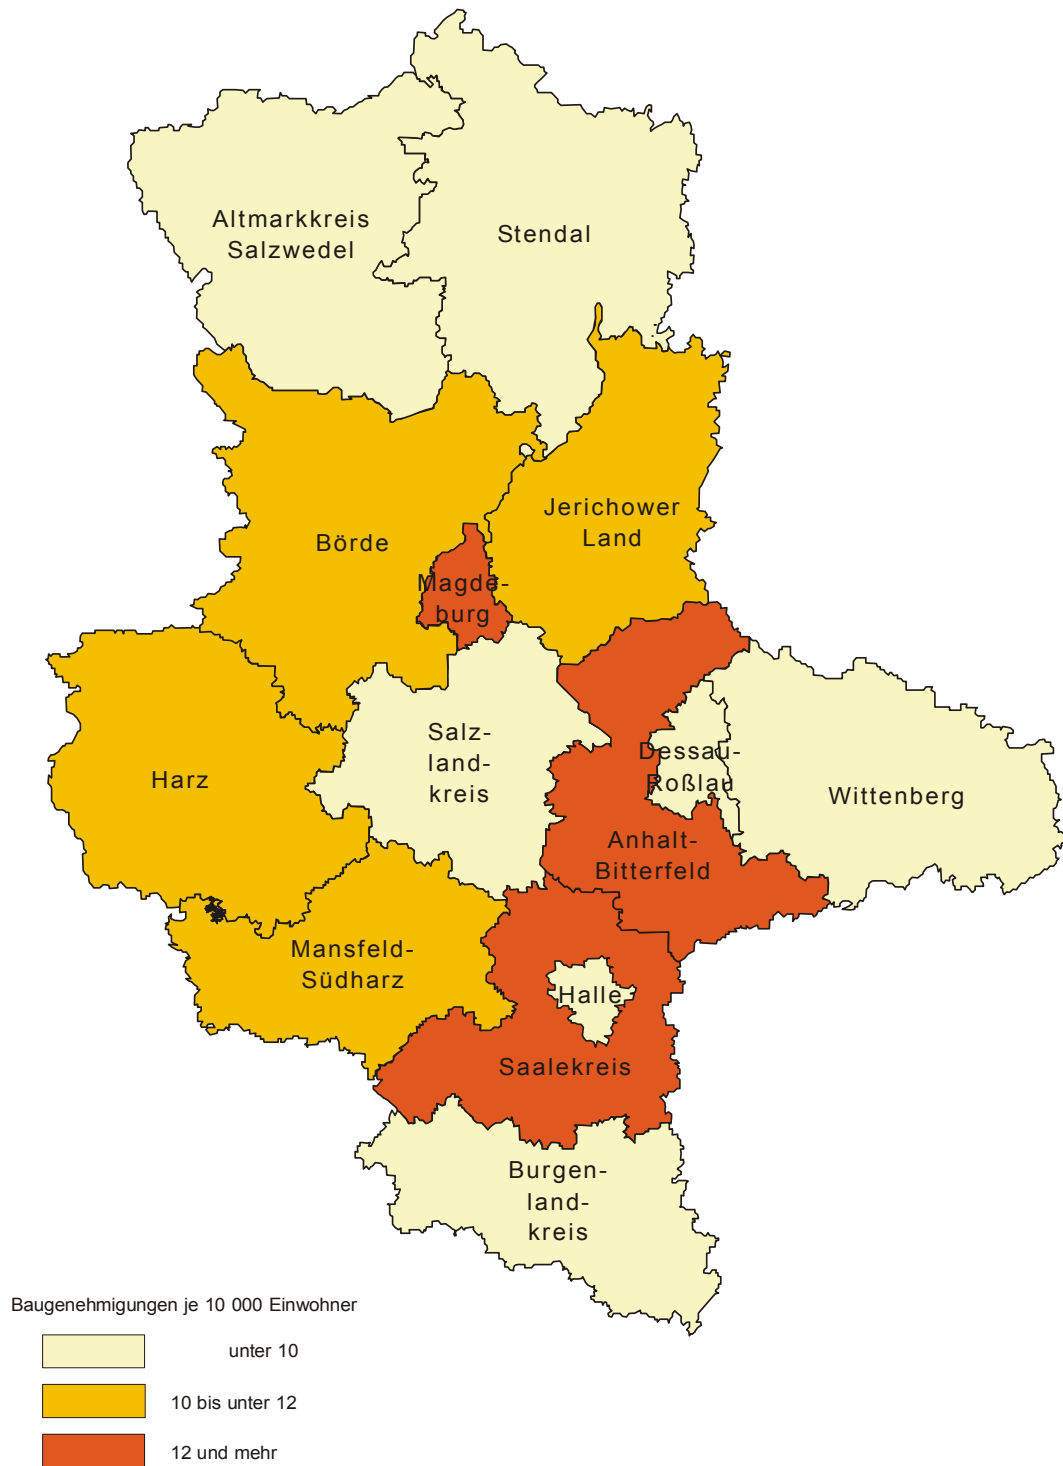 Altmarkkreis
Salzwedel
Stendal
Jerichower
Land
Börde
Magde-
burg
Salz-
land-
kreis
Dessau-
Roßlau
Harz
Wittenberg
Anhalt-
Bitterfeld
Mansfeld-
Südharz
Halle
Saalekreis
Burgen-
land-
kreis
Baugenehmigungen je 10 000 Einwohner
unter 10
10 bis unter 12
12 und mehr